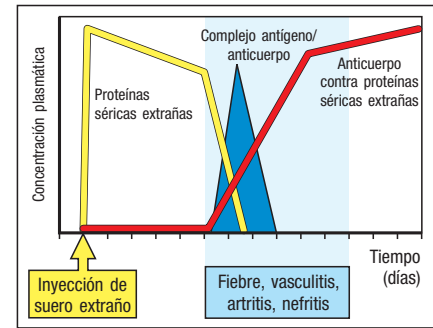 Concentración plasmática
Proteínas
séricas extrañas
Complejo antígeno/
anticuerpo
Anticuerpo
contra proteínas
séricas extrañas
Tiempo
(días)
Inyección de
suero extraño
Fiebre, vasculitis,
artritis, nefritis